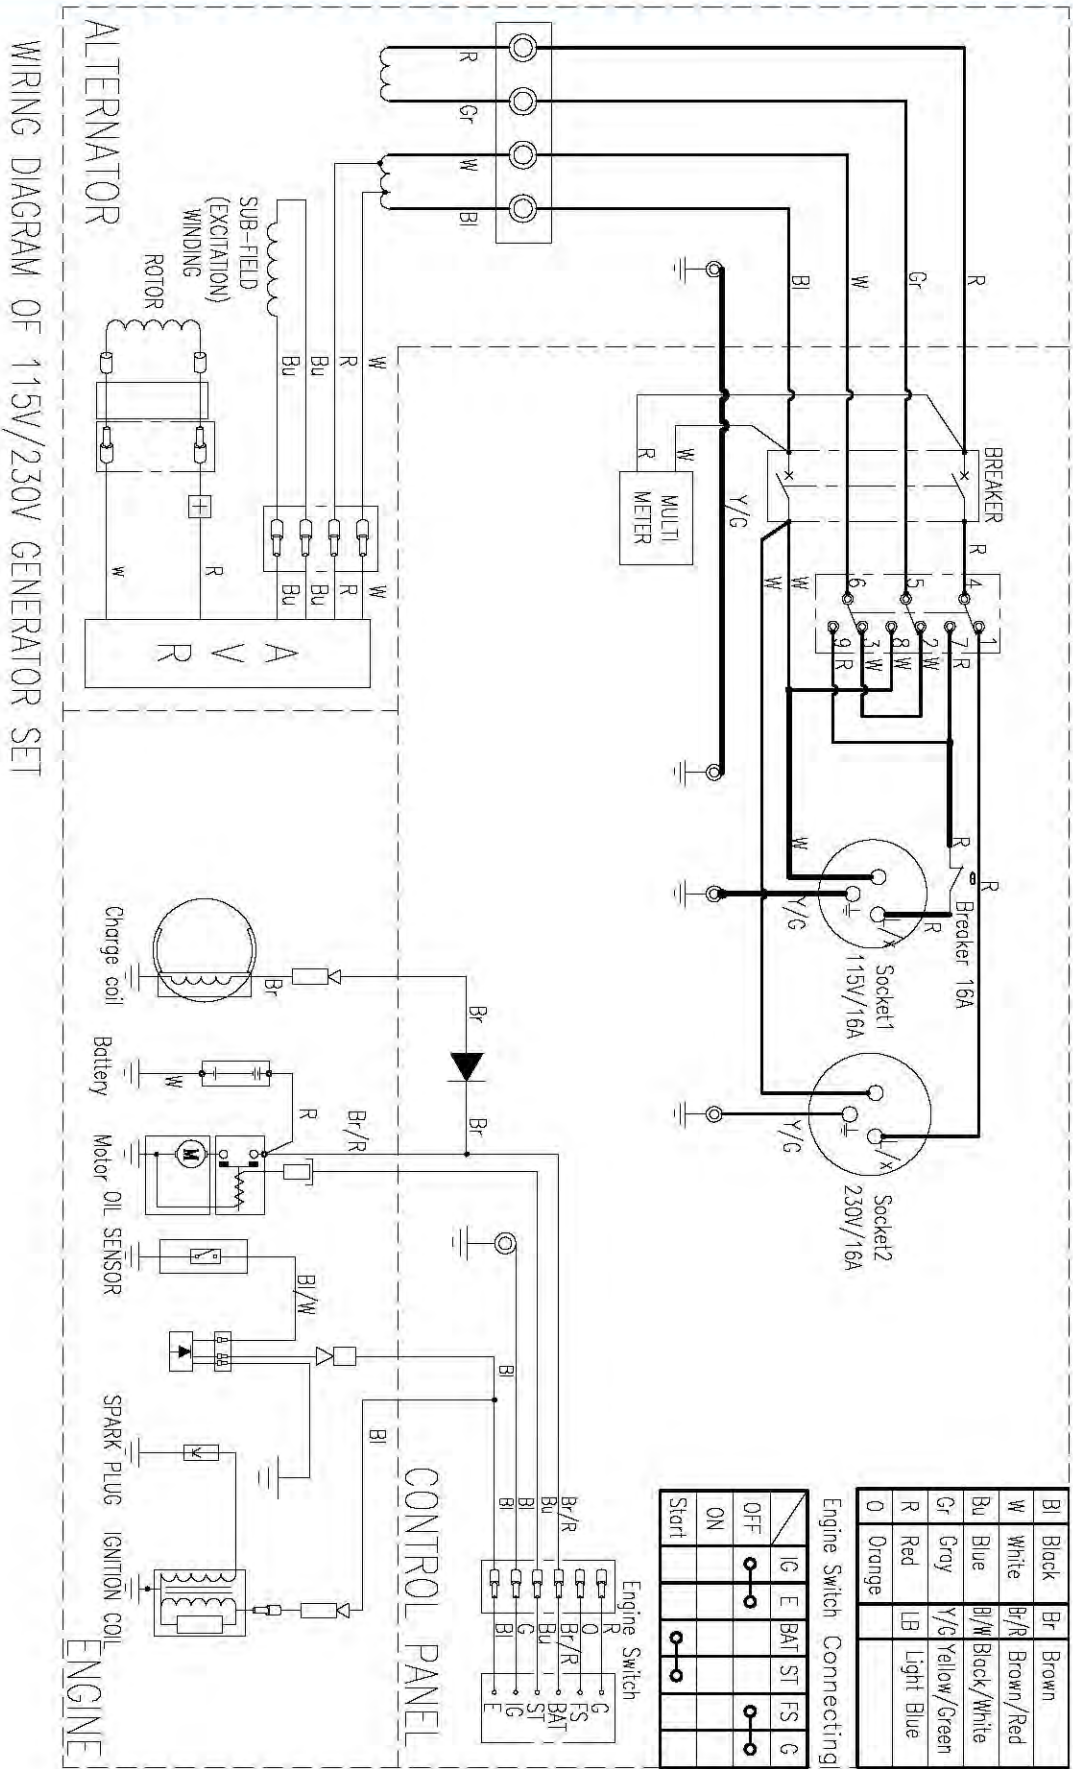 WIRING DIAGRAM OF 115V/230V GENERATOR SET
Bl Black Br Brown
W White Br/R Brown/Red
Bu Blue Bl/W Black/White
Gr Gray Y/G Yellow/Green
R Red LB Light Blue
O Orange
Engine Switch Connecting
IG E BAT ST FS G
OFF
ON
Start
R
Gr
W
Bl
R
Gr
W
Bl
BREAKER
R
4
5
6
1
7
2
8
3
9
R
W
W
W
R
W
W
MULTI
METER
R
W
Y/G
R
R
Breaker 16A
R
W
Y/G
Socket1
115V/16A
Y/G
Socket2
230V/16A
ALTERNATOR
SUB-FIELD
(EXCITATION)
WINDING
ROTOR
W
R
Bu
Bu
W
R
Bu
Bu
R
W
A V R
CONTROL PANEL
Br
Br
Br/R
R
Br
W
Bl/W
Bl
Bl
M
Engine Switch
Br/R
Bu
Bl
Bl
R
O
Br/R
Bu
G
Bl
G
FS
BAT
ST
IG
E
Charge coil
Battery
Motor
OIL SENSOR
SPARK PLUG
IGNITION COIL
ENGINE